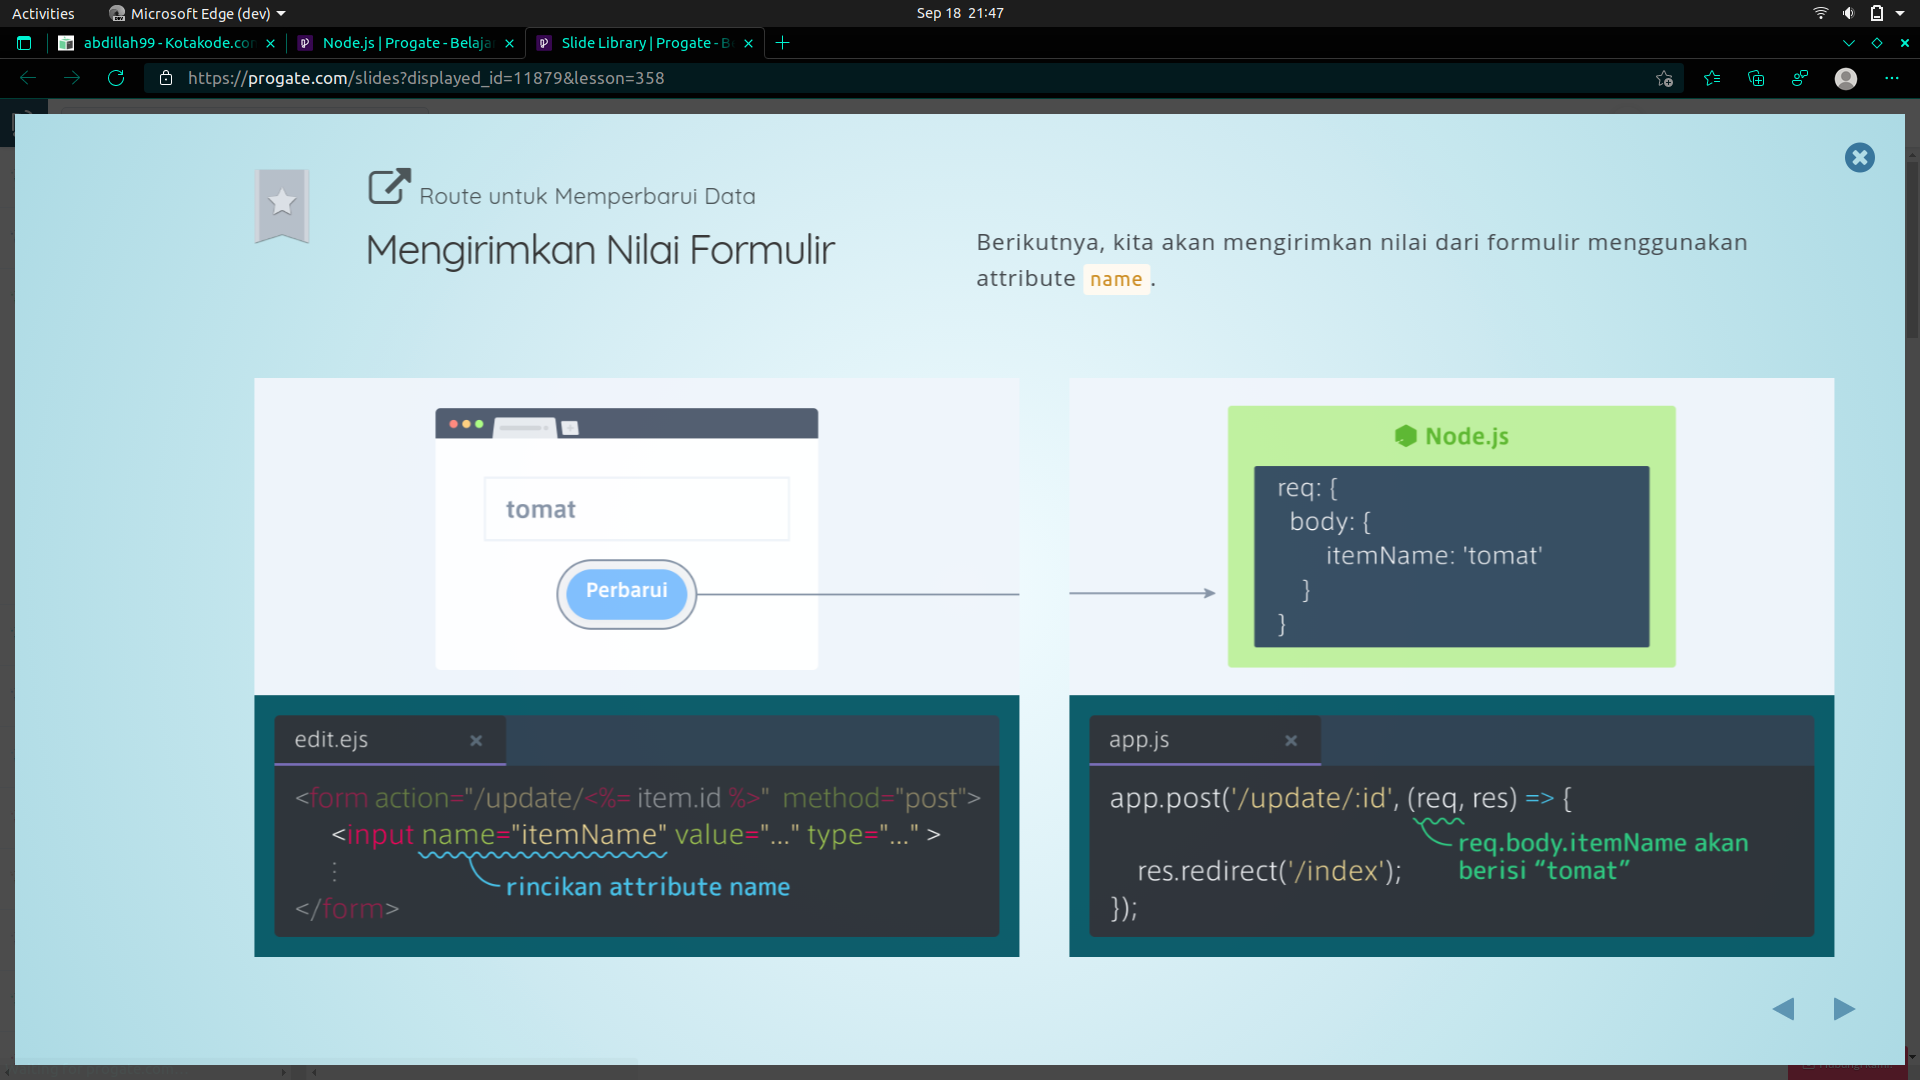 Activities
Microsoft Edge (dev)
Sep 18 21:47
abdillah99 - Kotakode.com
Node.js | Progate - Belaja
Slide Library | Progate - Be
https://progate.com/slides?displayed_id=11879&lesson=358
Route untuk Memperbarui Data
Mengirimkan Nilai Formulir
Berikutnya, kita akan mengirimkan nilai dari formulir menggunakan
attribute name.
tomat
Perbarui
Node.js
req: {
body: {
itemName: 'tomat'
}
}
edit.ejs
<form action="/update/<%= item.id %>" method="post">
<input name="itemName" value="..." type="..." >
⋮
rincikan attribute name
</form>
app.js
app.post('/update/:id', (req, res) => {
req.body.itemName akan
berisi “tomat”
res.redirect('/index');
});